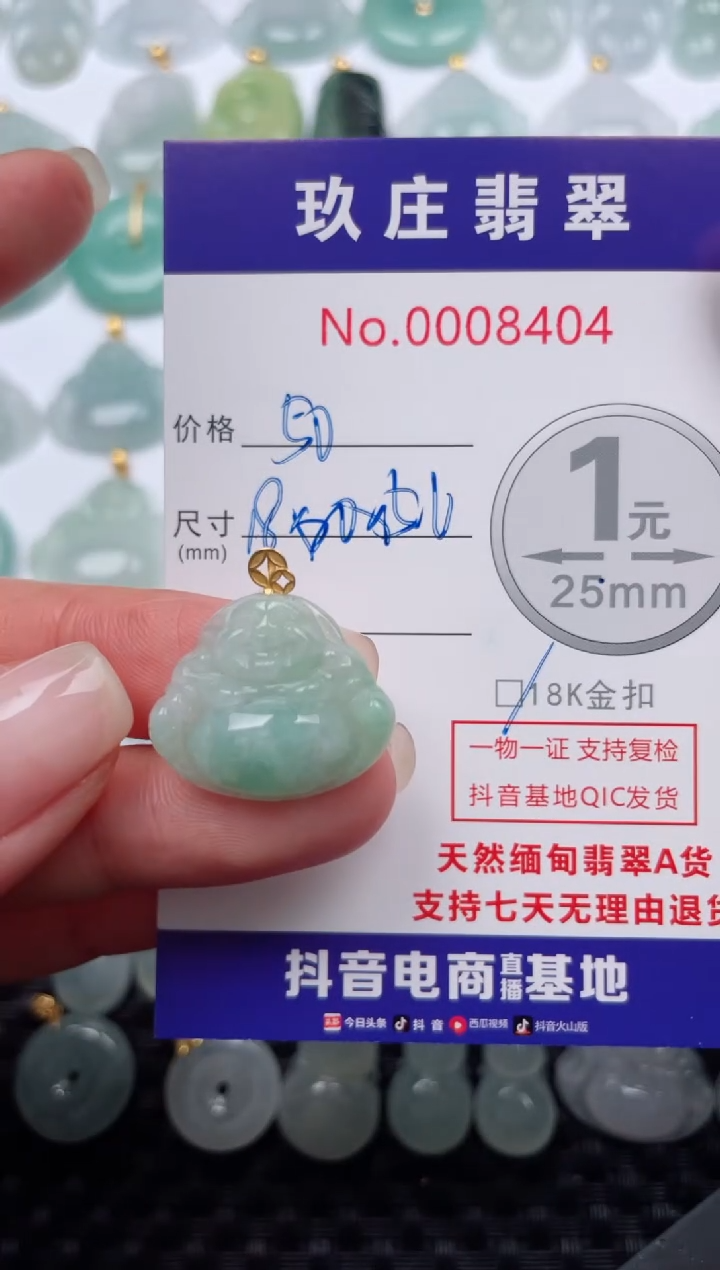 玖庄翡翠
No.0008404
价格 50
尺寸
(mm)
1元
25mm
□18K金扣
一物一证 支持复检
抖音基地QIC发货
天然缅甸翡翠A货
支持七天无理由退货
抖音电商直播基地
今日头条 抖音 西瓜视频 抖音火山版